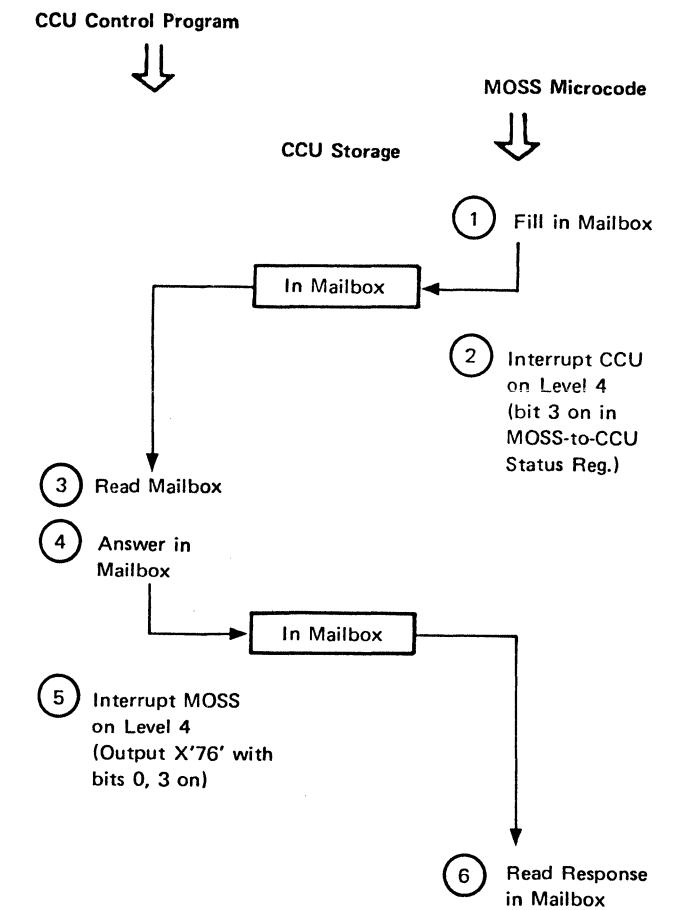 CCU Control Program
MOSS Microcode
CCU Storage
1 Fill in Mailbox
In Mailbox
2 Interrupt CCU
on Level 4
(bit 3 on in
MOSS-to-CCU
Status Reg.)
3 Read Mailbox
4 Answer in
Mailbox
In Mailbox
5 Interrupt MOSS
on Level 4
(Output X'76' with
bits 0, 3 on)
6 Read Response
in Mailbox